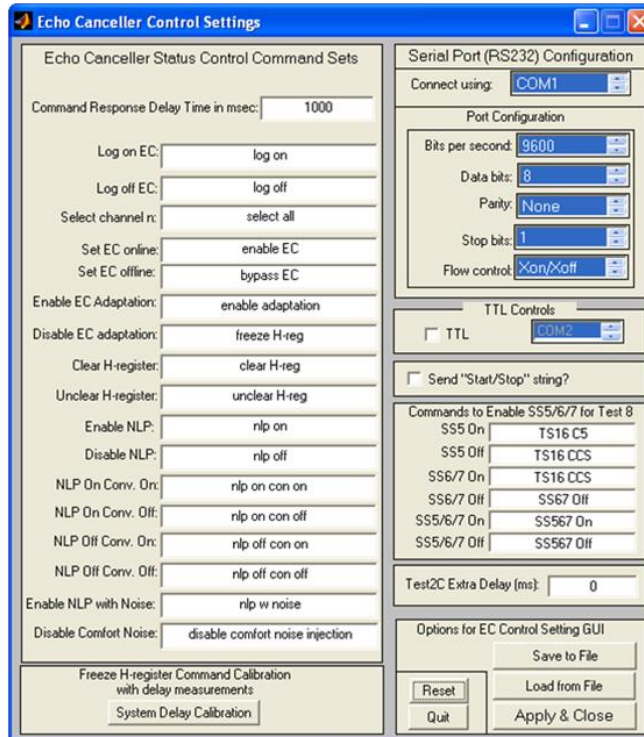 Echo Canceller Control Settings
Echo Canceller Status Control Command Sets
Command Response Delay Time in msec: 1000
Log on EC: log on
Log off EC: log off
Select channel n: select all
Set EC online: enable EC
Set EC offline: bypass EC
Enable EC Adaptation: enable adaptation
Disable EC adaptation: freeze H-reg
Clear H-register: clear H-reg
Unclear H-register: unclear H-reg
Enable NLP: nlp on
Disable NLP: nlp off
NLP On Conv. On: nlp on con on
NLP On Conv. Off: nlp on con off
NLP Off Conv. On: nlp off con on
NLP Off Conv. Off: nlp off con off
Enable NLP with Noise: nlp w noise
Disable Comfort Noise: disable comfort noise injection
Freeze H-register Command Calibration
with delay measurements
System Delay Calibration
Serial Port (RS232) Configuration
Connect using: COM1
Port Configuration
Bits per second: 9600
Data bits: 8
Parity: None
Stop bits: 1
Flow control: Xon/Xoff
TTL Controls
TTL COM2
Send "Start/Stop" string?
Commands to Enable SS5/6/7 for Test 8
SS5 On TS16 C5
SS5 Off TS16 CCS
SS6/7 On TS16 CCS
SS6/7 Off SS67 Off
SS5/6/7 On SS567 On
SS5/6/7 Off SS567 Off
Test2C Extra Delay (ms): 0
Options for EC Control Setting GUI
Save to File
Reset Load from File
Quit Apply & Close